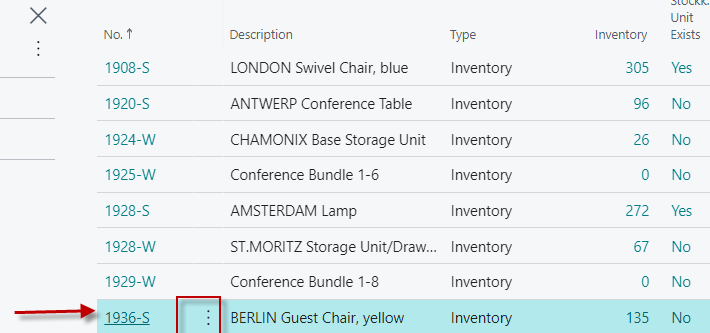 Stockk...
Unit
No. ↑ Description Type Inventory Exists
1908-S LONDON Swivel Chair, blue Inventory 305 Yes
1920-S ANTWERP Conference Table Inventory 96 No
1924-W CHAMONIX Base Storage Unit Inventory 26 No
1925-W Conference Bundle 1-6 Inventory 0 No
1928-S AMSTERDAM Lamp Inventory 272 Yes
1928-W ST.MORITZ Storage Unit/Draw... Inventory 67 No
1929-W Conference Bundle 1-8 Inventory 0 No
1936-S BERLIN Guest Chair, yellow Inventory 135 No